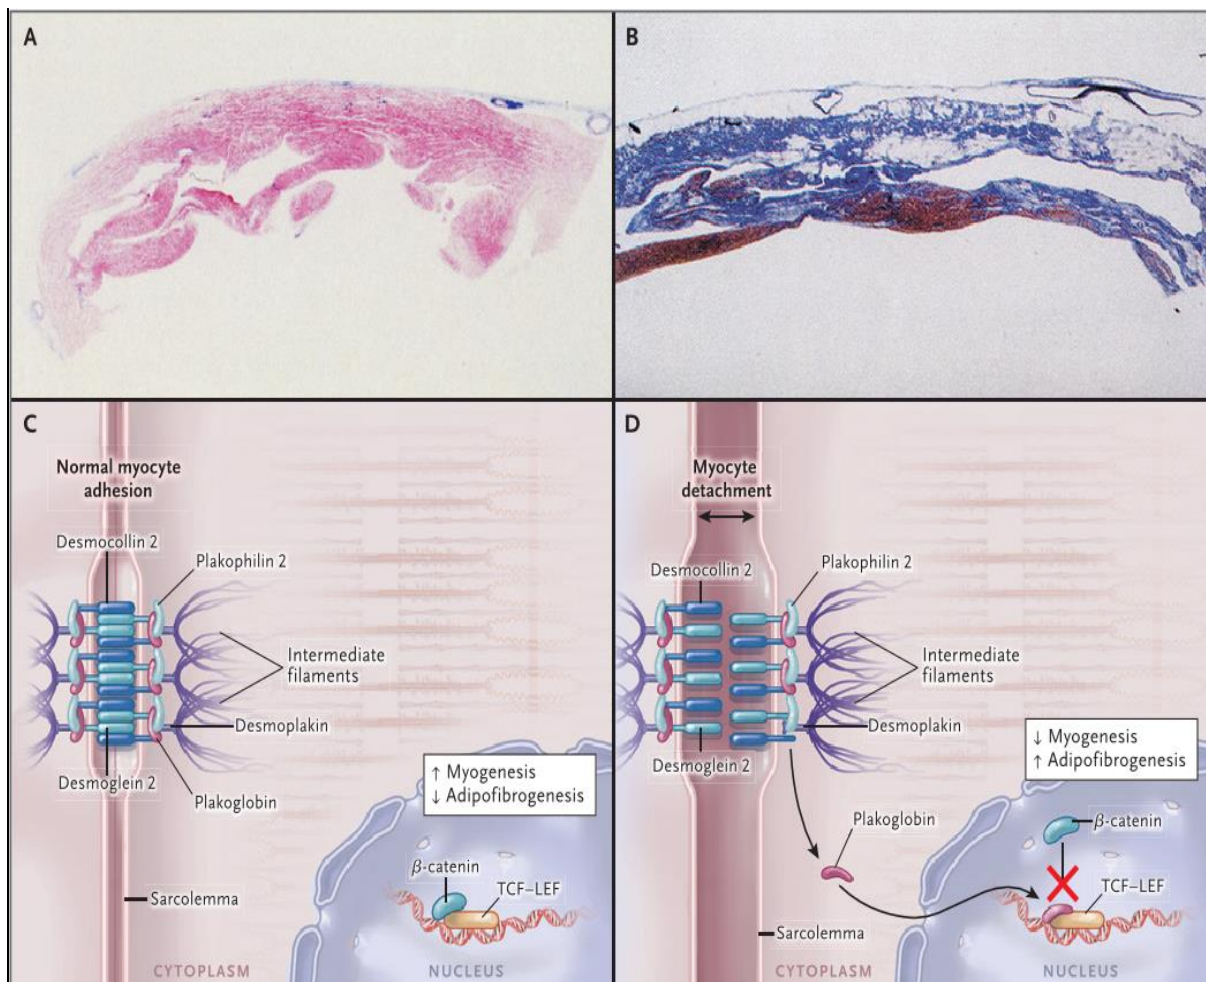 A
B
C
Normal myocyte
adhesion
Desmocollin 2
Plakophilin 2
Intermediate
filaments
Desmoplakin
Desmoglein 2
Plakoglobin
↑ Myogenesis
↓ Adipofibrogenesis
β-catenin
TCF–LEF
Sarcolemma
CYTOPLASM
NUCLEUS
D
Myocyte
detachment
Desmocollin 2
Plakophilin 2
Intermediate
filaments
Desmoplakin
Desmoglein 2
↓ Myogenesis
↑ Adipofibrogenesis
Plakoglobin
β-catenin
TCF–LEF
Sarcolemma
CYTOPLASM
NUCLEUS